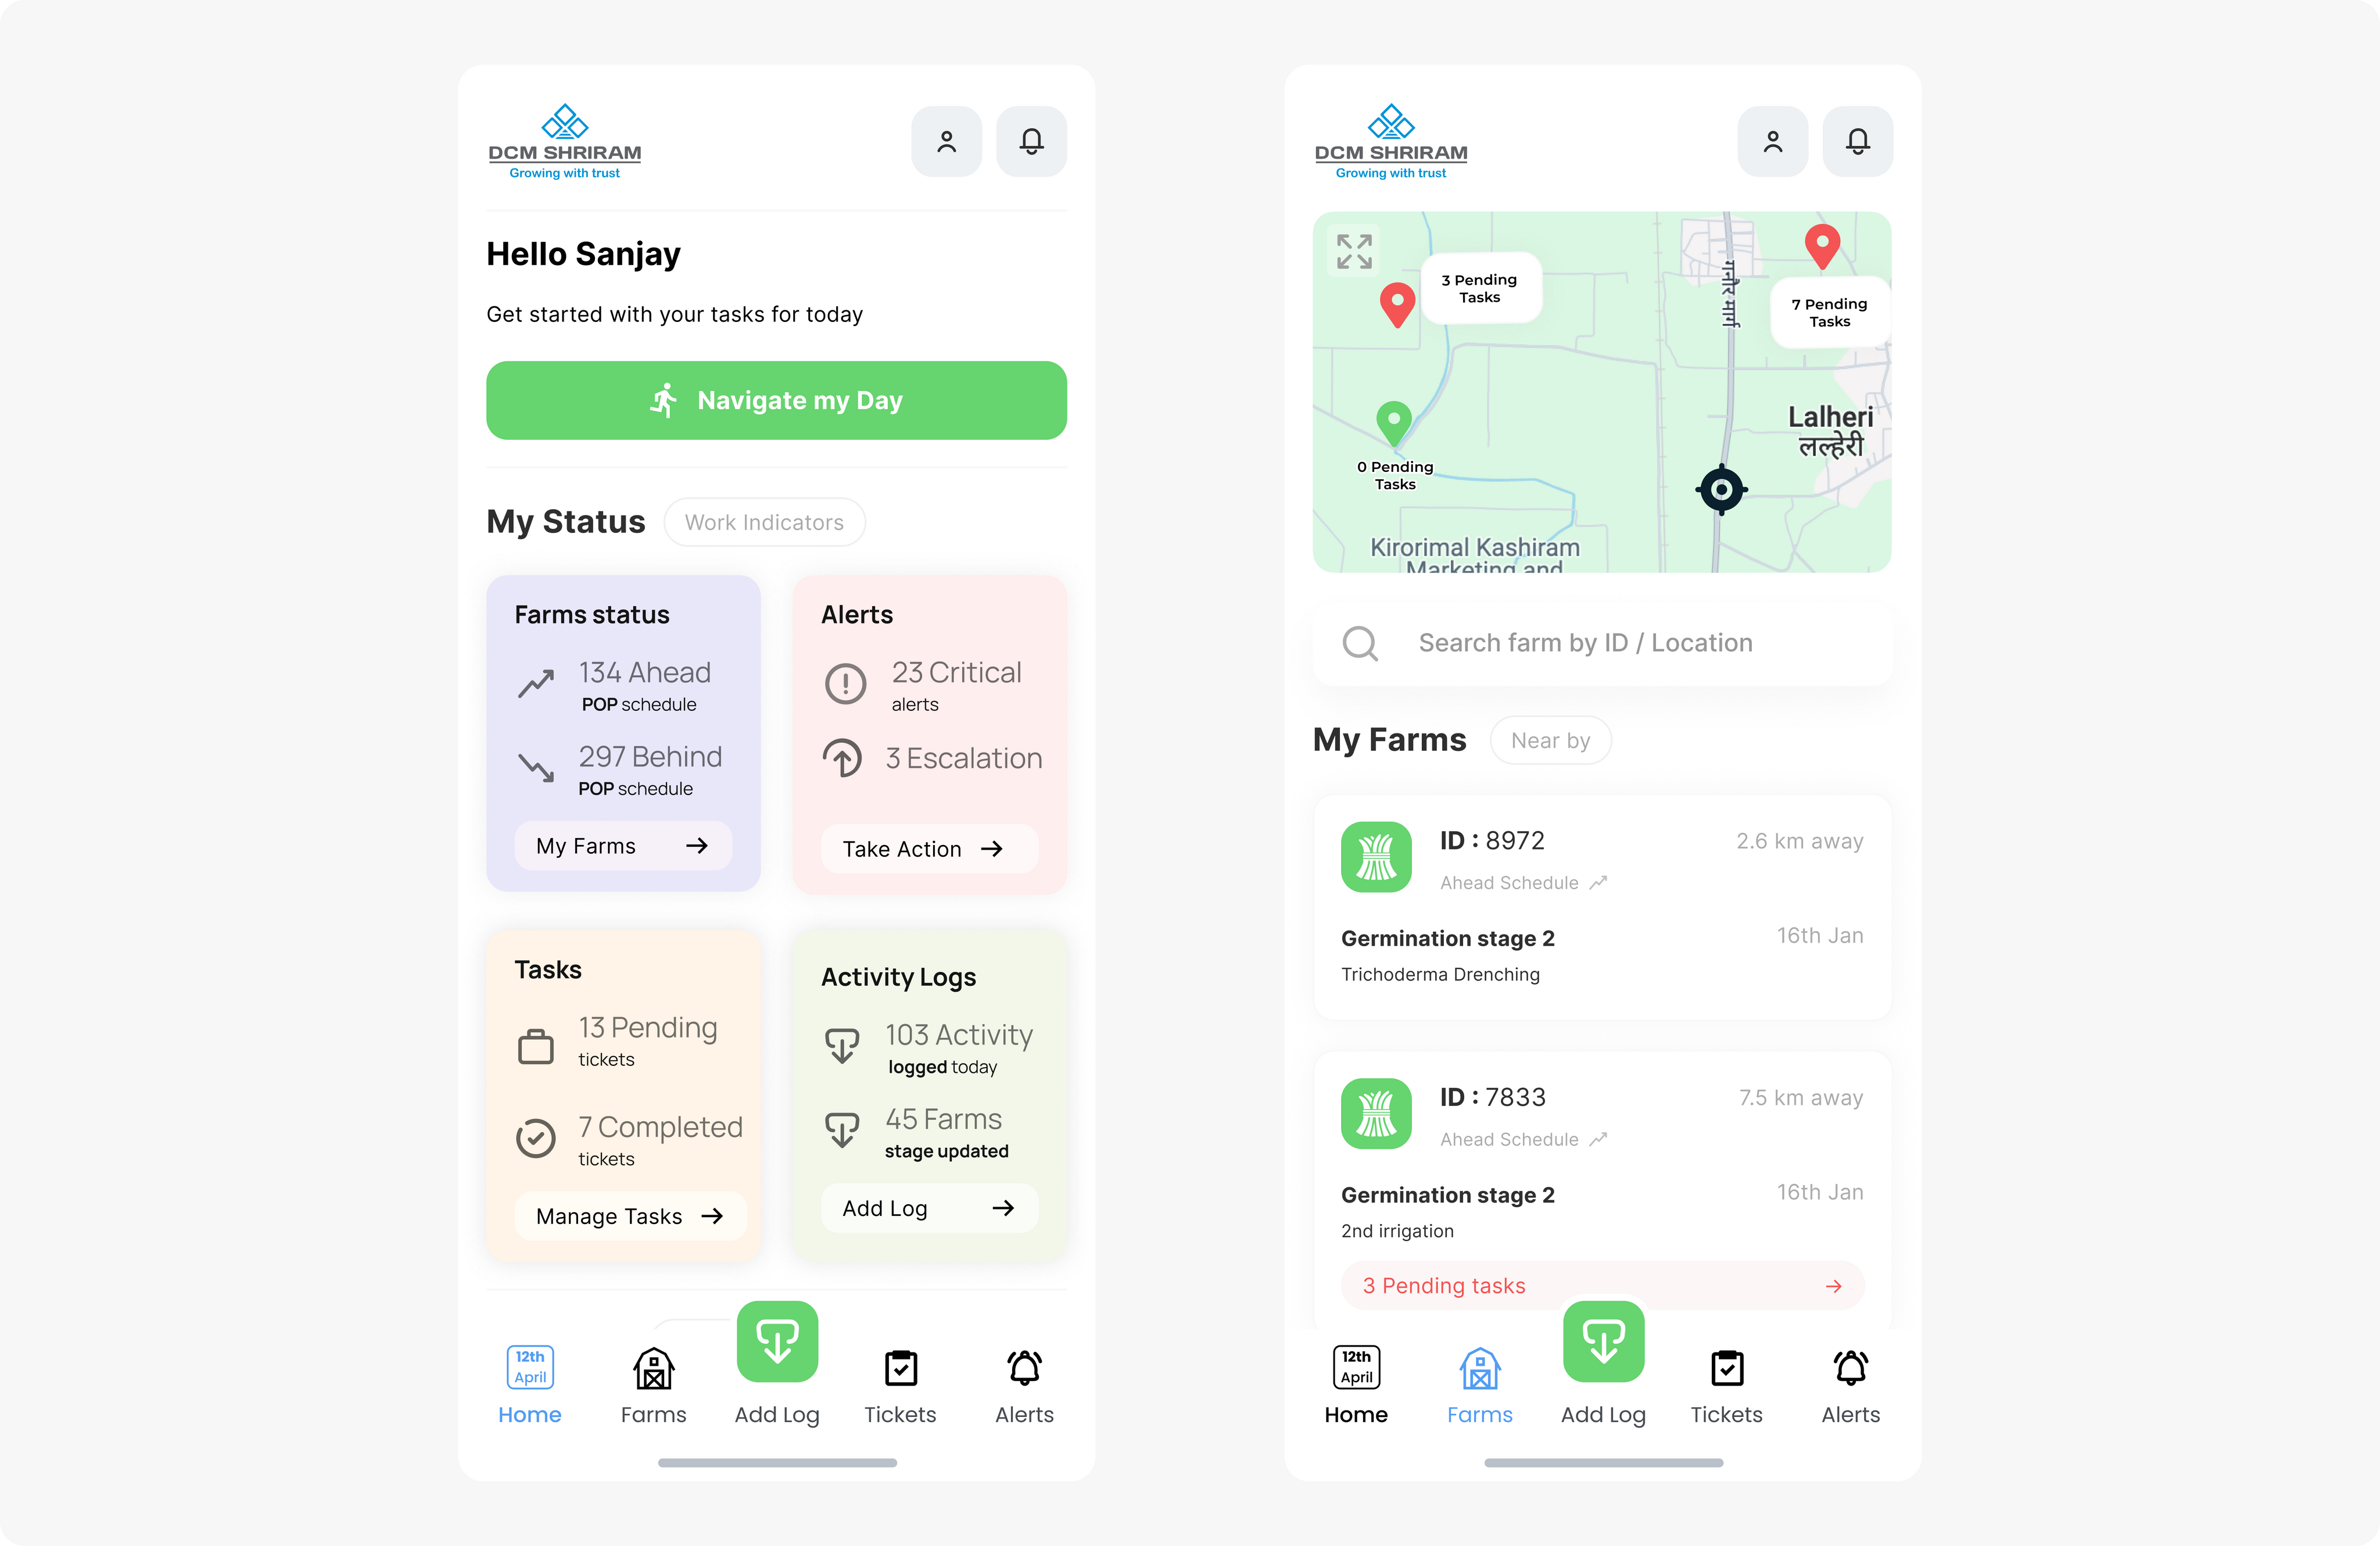 DCM SHRIRAM
Growing with trust
Hello Sanjay
Get started with your tasks for today
Navigate my Day
My Status
Work Indicators
Farms status
134 Ahead
POP schedule
297 Behind
POP schedule
My Farms
Alerts
23 Critical
alerts
3 Escalation
Take Action
Tasks
13 Pending
tickets
7 Completed
tickets
Manage Tasks
Activity Logs
103 Activity
logged today
45 Farms
stage updated
Add Log
12th
April
Home
Farms
Add Log
Tickets
Alerts
DCM SHRIRAM
Growing with trust
3 Pending
Tasks
7 Pending
Tasks
गनौर मार्ग
Lalheri
लल्हेरी
0 Pending
Tasks
Kirorimal Kashiram
Marketing and
Search farm by ID / Location
My Farms
Near by
ID : 8972
2.6 km away
Ahead Schedule
Germination stage 2
16th Jan
Trichoderma Drenching
ID : 7833
7.5 km away
Ahead Schedule
Germination stage 2
16th Jan
2nd irrigation
3 Pending tasks
12th
April
Home
Farms
Add Log
Tickets
Alerts